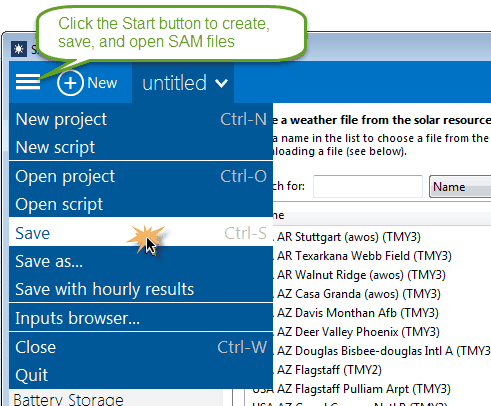 Click the Start button to create,
save, and open SAM files
New
untitled
New project Ctrl-N
New script
Open project Ctrl-O
Open script
Save Ctrl-S
Save as...
Save with hourly results
Inputs browser...
Close Ctrl-W
Quit
Battery Storage
e a weather file from the solar resource
a name in the list to choose a file from the
nloading a file (see below).
ch for: Name
me
AR Stuttgart (awos) (TMY3)
AR Texarkana Webb Field (TMY3)
AR Walnut Ridge (awos) (TMY3)
AZ Casa Granda (awos) (TMY3)
AZ Davis Monthan Afb (TMY3)
AZ Deer Valley Phoenix (TMY3)
AZ Douglas Bisbee-douglas Intl A (TMY3)
AZ Flagstaff (TMY2)
USA AZ Flagstaff Pulliam Arpt (TMY3)